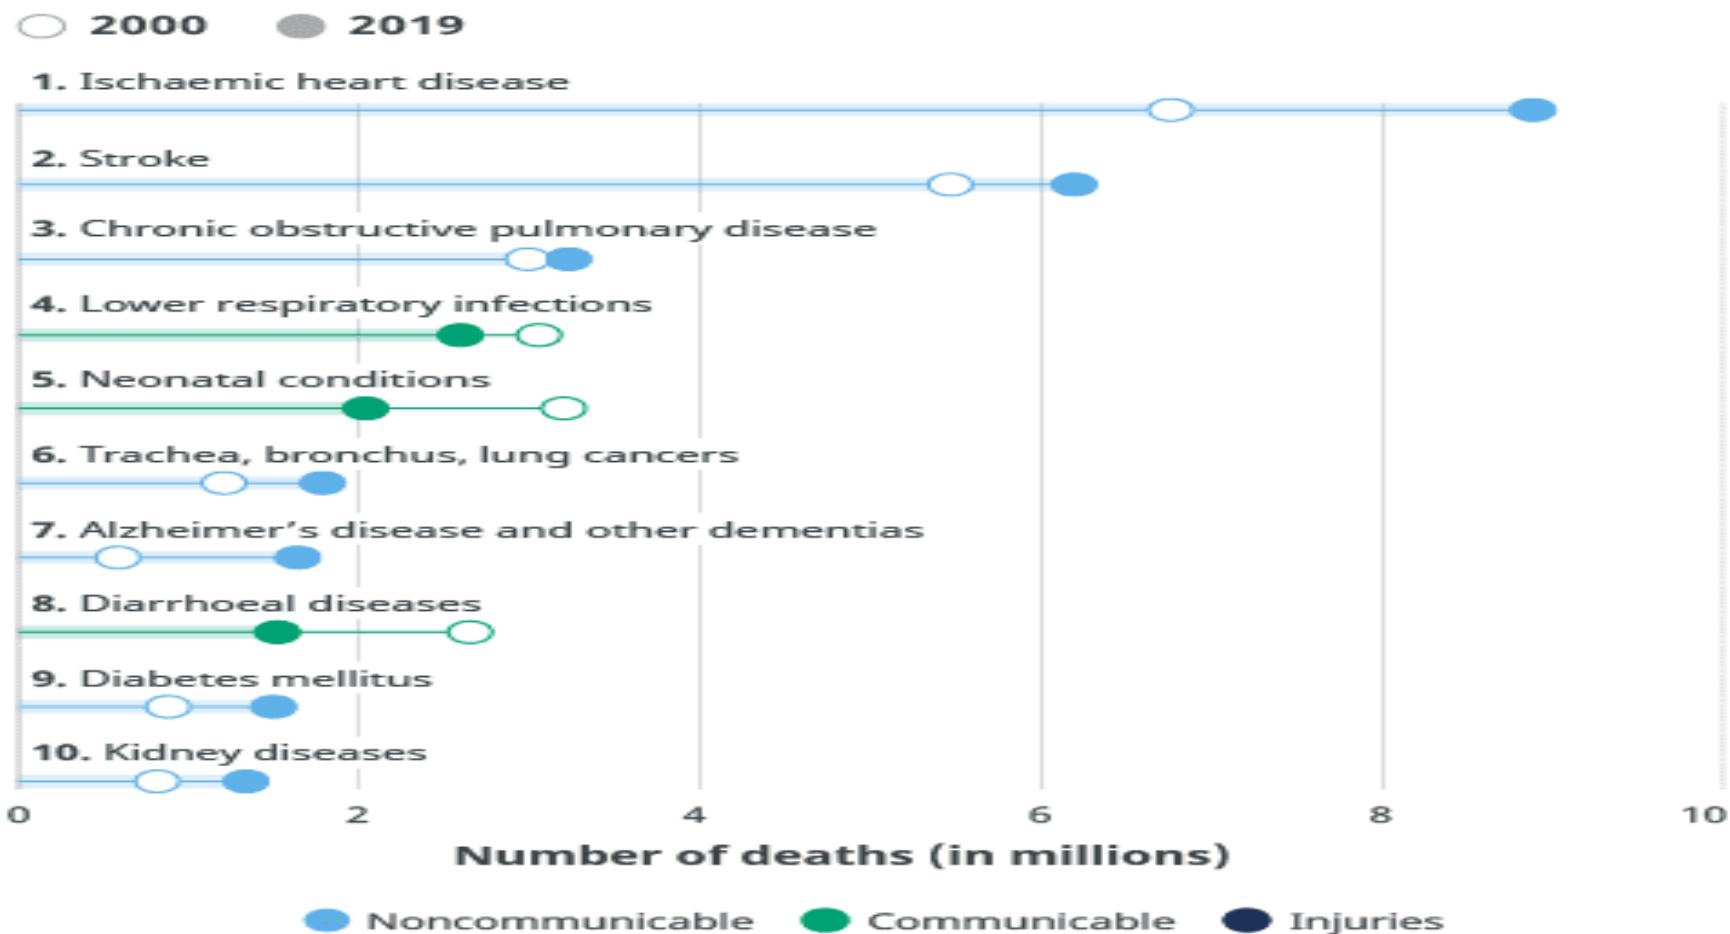 2000 2019
1. Ischaemic heart disease
2. Stroke
3. Chronic obstructive pulmonary disease
4. Lower respiratory infections
5. Neonatal conditions
6. Trachea, bronchus, lung cancers
7. Alzheimer’s disease and other dementias
8. Diarrhoeal diseases
9. Diabetes mellitus
10. Kidney diseases
0 2 4 6 8 10
Number of deaths (in millions)
Noncommunicable Communicable Injuries